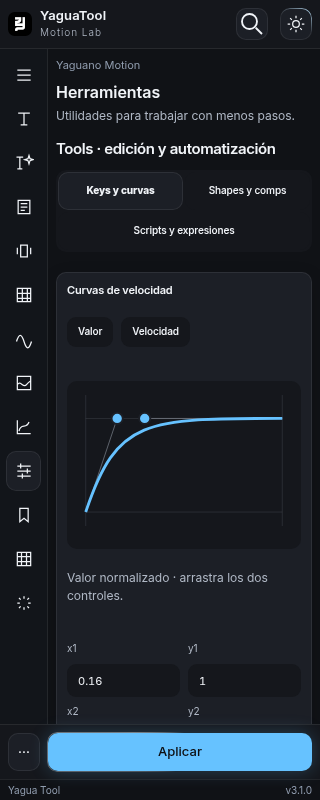 YaguaTool
Motion Lab
Yaguano Motion
Herramientas
Utilidades para trabajar con menos pasos.
Tools · edición y automatización
Keys y curvas
Shapes y comps
Scripts y expresiones
Curvas de velocidad
Valor
Velocidad
Valor normalizado · arrastra los dos
controles.
x1
y1
0.16
1
x2
y2
Aplicar
Yagua Tool
v3.1.0